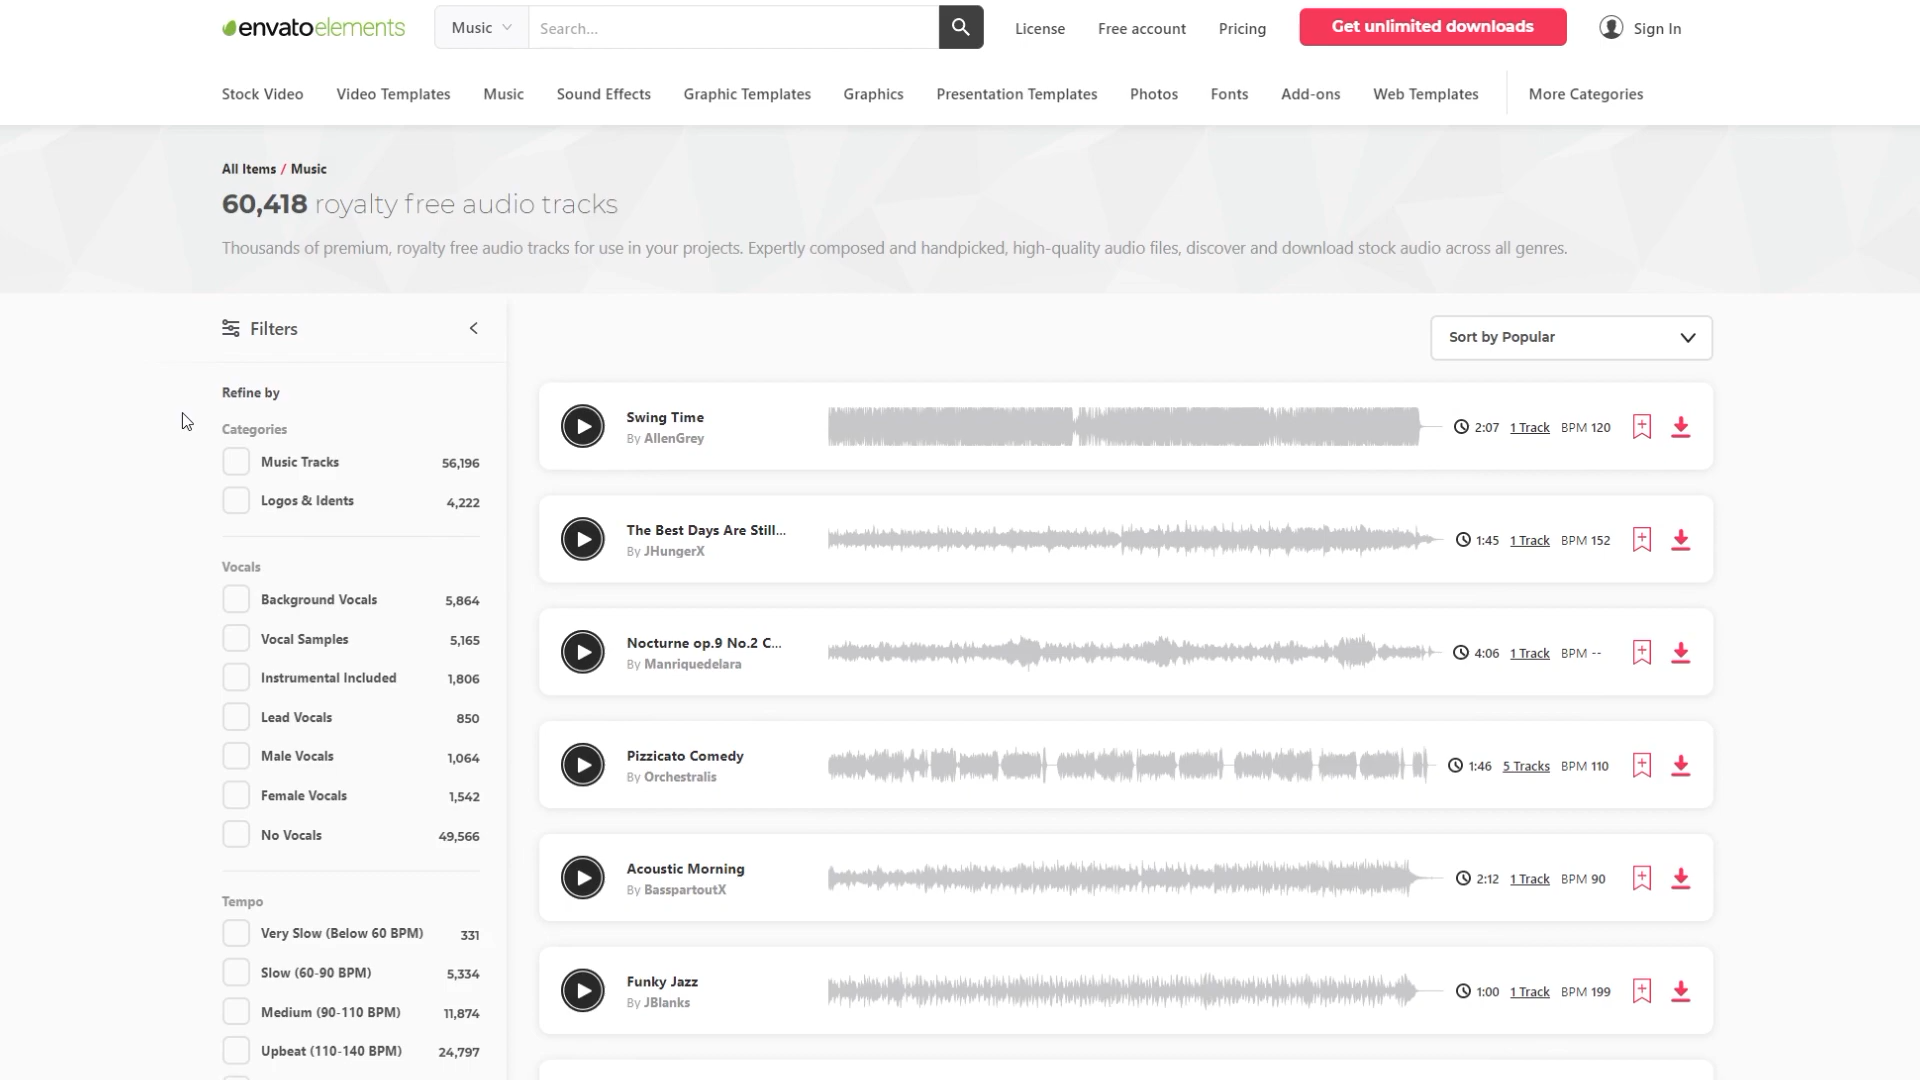 envatoelements
Music
Search...
License
Free account
Pricing
Get unlimited downloads
Sign In
Stock Video
Video Templates
Music
Sound Effects
Graphic Templates
Graphics
Presentation Templates
Photos
Fonts
Add-ons
Web Templates
More Categories
All Items / Music
60,418 royalty free audio tracks
Thousands of premium, royalty free audio tracks for use in your projects. Expertly composed and handpicked, high-quality audio files, discover and download stock audio across all genres.
Filters
Refine by
Categories
Music Tracks 56,196
Logos & Idents 4,222
Vocals
Background Vocals 5,864
Vocal Samples 5,165
Instrumental Included 1,806
Lead Vocals 850
Male Vocals 1,064
Female Vocals 1,542
No Vocals 49,566
Tempo
Very Slow (Below 60 BPM) 331
Slow (60-90 BPM) 5,334
Medium (90-110 BPM) 11,874
Upbeat (110-140 BPM) 24,797
Sort by Popular
Swing Time
By AllenGrey
2:07 1 Track BPM 120
The Best Days Are Still...
By JHungerX
1:45 1 Track BPM 152
Nocturne op.9 No.2 C...
By Manriquedelara
4:06 1 Track BPM --
Pizzicato Comedy
By Orchestralis
1:46 5 Tracks BPM 110
Acoustic Morning
By BasspartoutX
2:12 1 Track BPM 90
Funky Jazz
By JBlanks
1:00 1 Track BPM 199